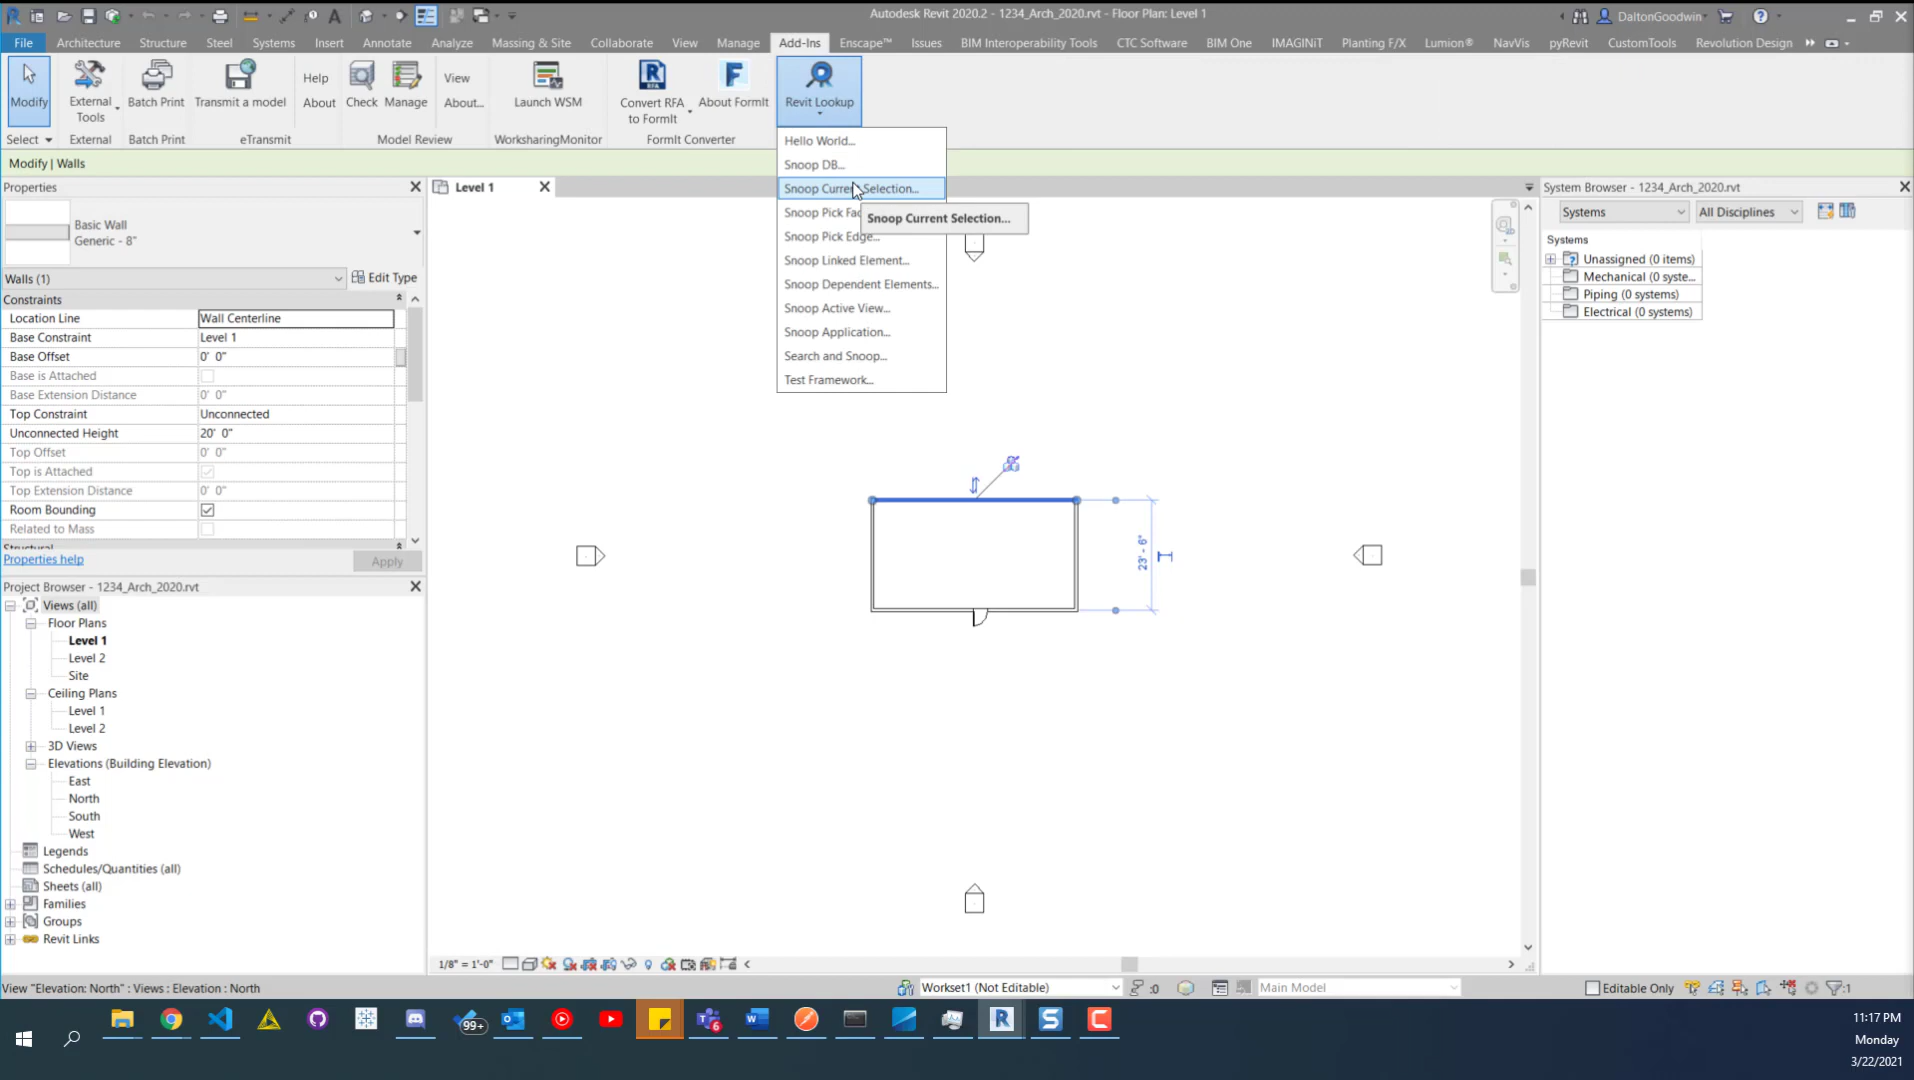 Autodesk Revit 2020.2 - 1234_Arch_2020.rvt - Floor Plan: Level 1
DaltonGoodwin
File Architecture Structure Steel Systems Insert Annotate Analyze Massing & Site Collaborate View Manage Add-Ins Enscape™ Issues BIM Interoperability Tools CTC Software BIM One IMAGINiT Planting F/X Lumion® NavVis pyRevit CustomTools Revolution Design
Modify
External Tools
Batch Print
Transmit a model
Help
About
Check
Manage
View
About...
Launch WSM
Convert RFA to FormIt
About FormIt
Revit Lookup
Select
External
Batch Print
eTransmit
Model Review
WorksharingMonitor
FormIt Converter
Hello World...
Snoop DB...
Snoop Current Selection...
Snoop Pick Fac
Snoop Current Selection...
Snoop Pick Edge...
Snoop Linked Element...
Snoop Dependent Elements...
Snoop Active View...
Snoop Application...
Search and Snoop...
Test Framework...
Modify | Walls
Properties
Basic Wall
Generic - 8"
Walls (1)
Edit Type
Constraints
Location Line Wall Centerline
Base Constraint Level 1
Base Offset 0' 0"
Base is Attached
Base Extension Distance 0' 0"
Top Constraint Unconnected
Unconnected Height 20' 0"
Top Offset 0' 0"
Top is Attached
Top Extension Distance 0' 0"
Room Bounding
Related to Mass
Structural
Properties help
Apply
Project Browser - 1234_Arch_2020.rvt
Views (all)
Floor Plans
Level 1
Level 2
Site
Ceiling Plans
Level 1
Level 2
3D Views
Elevations (Building Elevation)
East
North
South
West
Legends
Schedules/Quantities (all)
Sheets (all)
Families
Groups
Revit Links
Level 1
23' - 6"
System Browser - 1234_Arch_2020.rvt
Systems
All Disciplines
Systems
Unassigned (0 items)
Mechanical (0 syste...
Piping (0 systems)
Electrical (0 systems)
1/8" = 1'-0"
View "Elevation: North" : Views : Elevation : North
Workset1 (Not Editable)
:0
Main Model
Editable Only
:1
99+
6
11:17 PM
Monday
3/22/2021